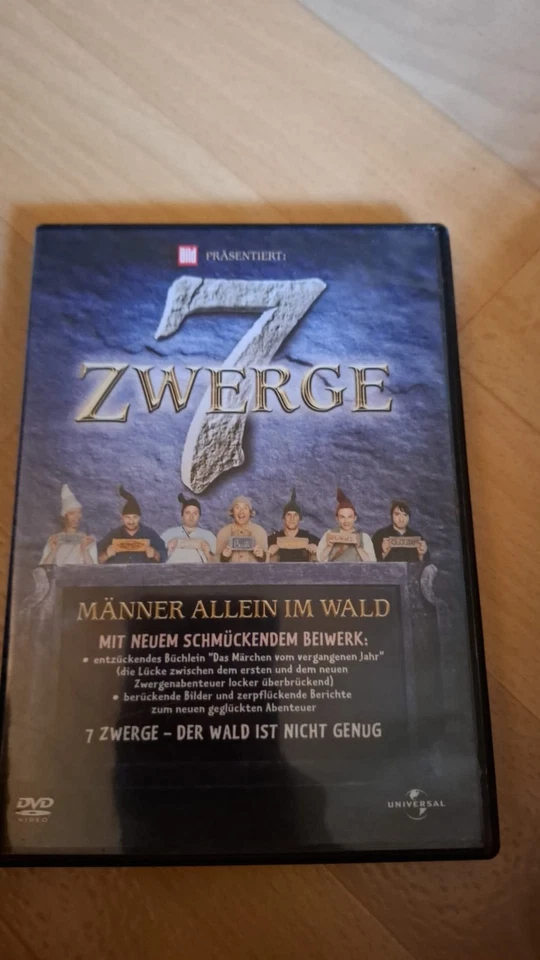 Bild PRÄSENTIERT:
7
ZWERGE
MÄNNER ALLEIN IM WALD
MIT NEUEM SCHMÜCKENDEM BEIWERK:
• entzückendes Büchlein "Das Märchen vom vergangenen Jahr"
(die Lücke zwischen dem ersten und dem neuen
Zwergenabenteuer locker überbrückend)
• berückende Bilder und zerpflückende Berichte
zum neuen geglückten Abenteuer
7 ZWERGE – DER WALD IST NICHT GENUG
DVD
VIDEO
UNIVERSAL